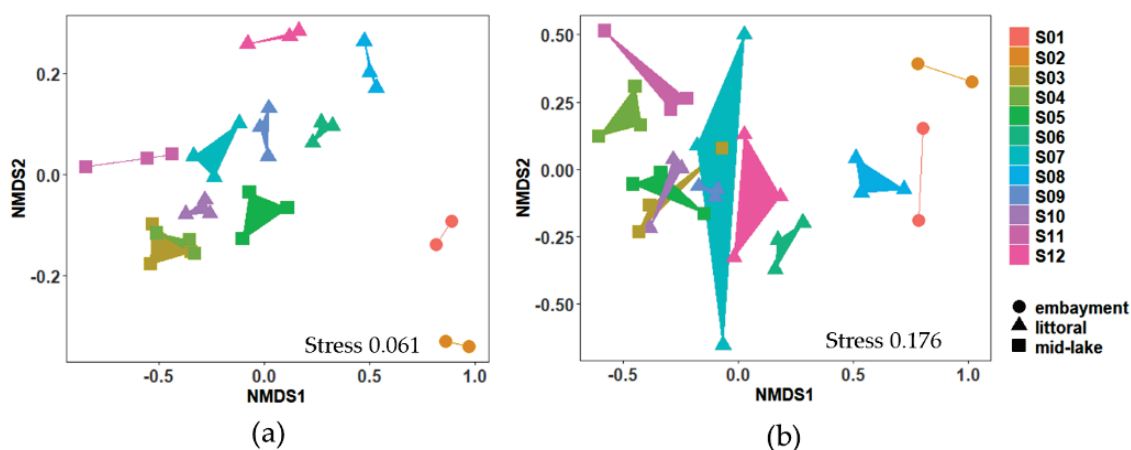 0.2
0.0
-0.2
NMDS2
-0.5
0.0
0.5
1.0
NMDS1
Stress 0.061
(a)
0.50
0.25
0.00
-0.25
-0.50
NMDS2
-0.5
0.0
0.5
1.0
NMDS1
Stress 0.176
(b)
S01
S02
S03
S04
S05
S06
S07
S08
S09
S10
S11
S12
embayment
littoral
mid-lake